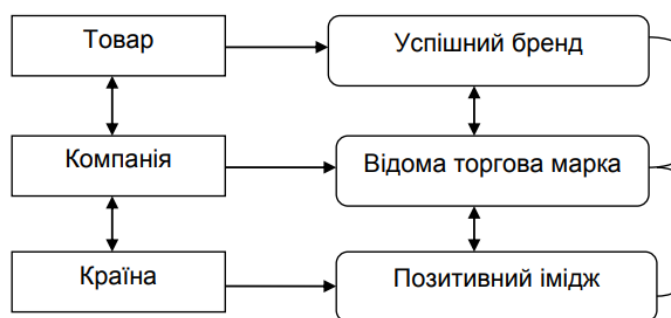 Товар
Успішний бренд
Компанія
Відома торгова марка
Країна
Позитивний імідж